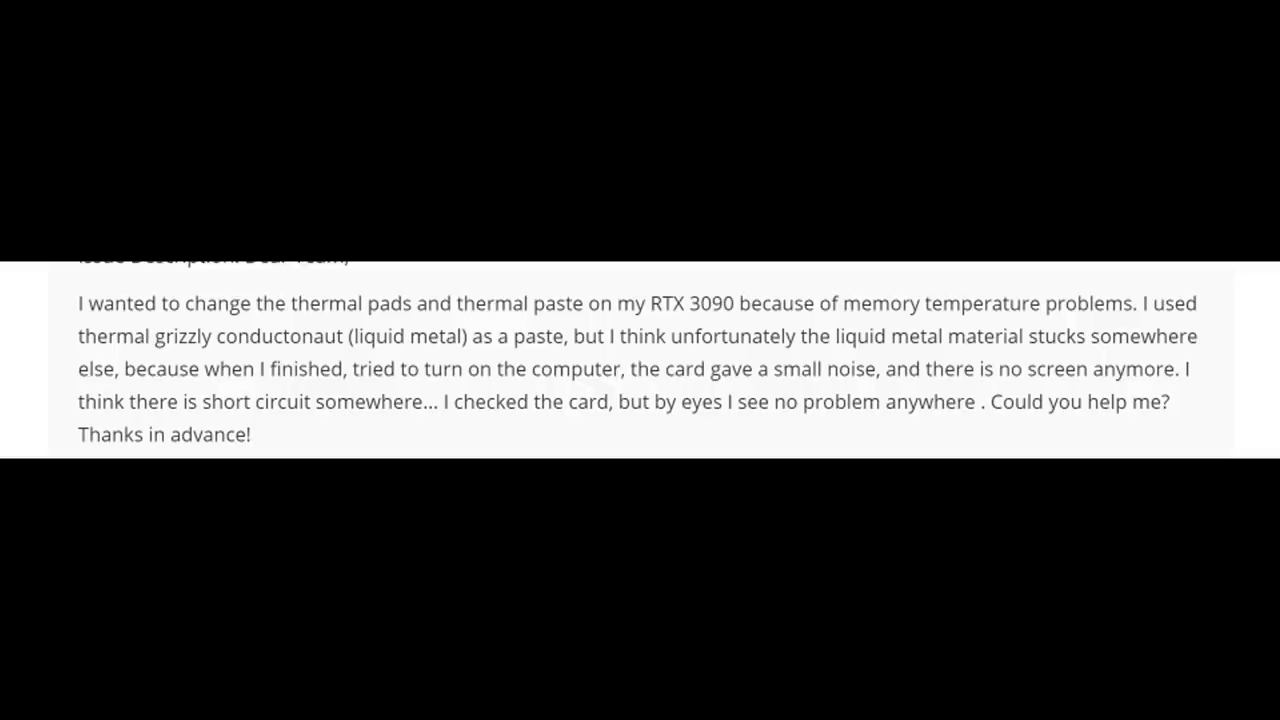 Issue Description: Dear Team,
I wanted to change the thermal pads and thermal paste on my RTX 3090 because of memory temperature problems. I used
thermal grizzly conductonaut (liquid metal) as a paste, but I think unfortunately the liquid metal material stucks somewhere
else, because when I finished, tried to turn on the computer, the card gave a small noise, and there is no screen anymore. I
think there is short circuit somewhere... I checked the card, but by eyes I see no problem anywhere . Could you help me?
Thanks in advance!